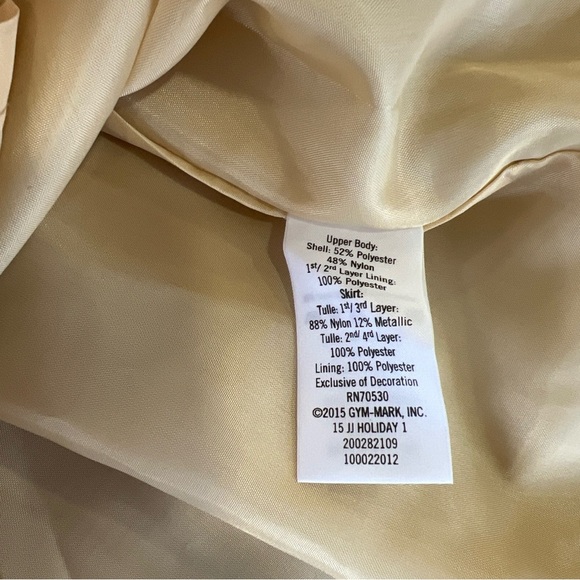 Upper Body:
Shell: 52% Polyester
48% Nylon
1st/ 2rd Layer Lining:
100% Polyester
Skirt:
Tulle: 1st/ 3rd Layer:
88% Nylon 12% Metallic
Tulle: 2nd/ 4rd Layer:
100% Polyester
Lining: 100% Polyester
Exclusive of Decoration
RN70530
©2015 GYM-MARK, INC.
15 JJ HOLIDAY 1
200282109
100022012